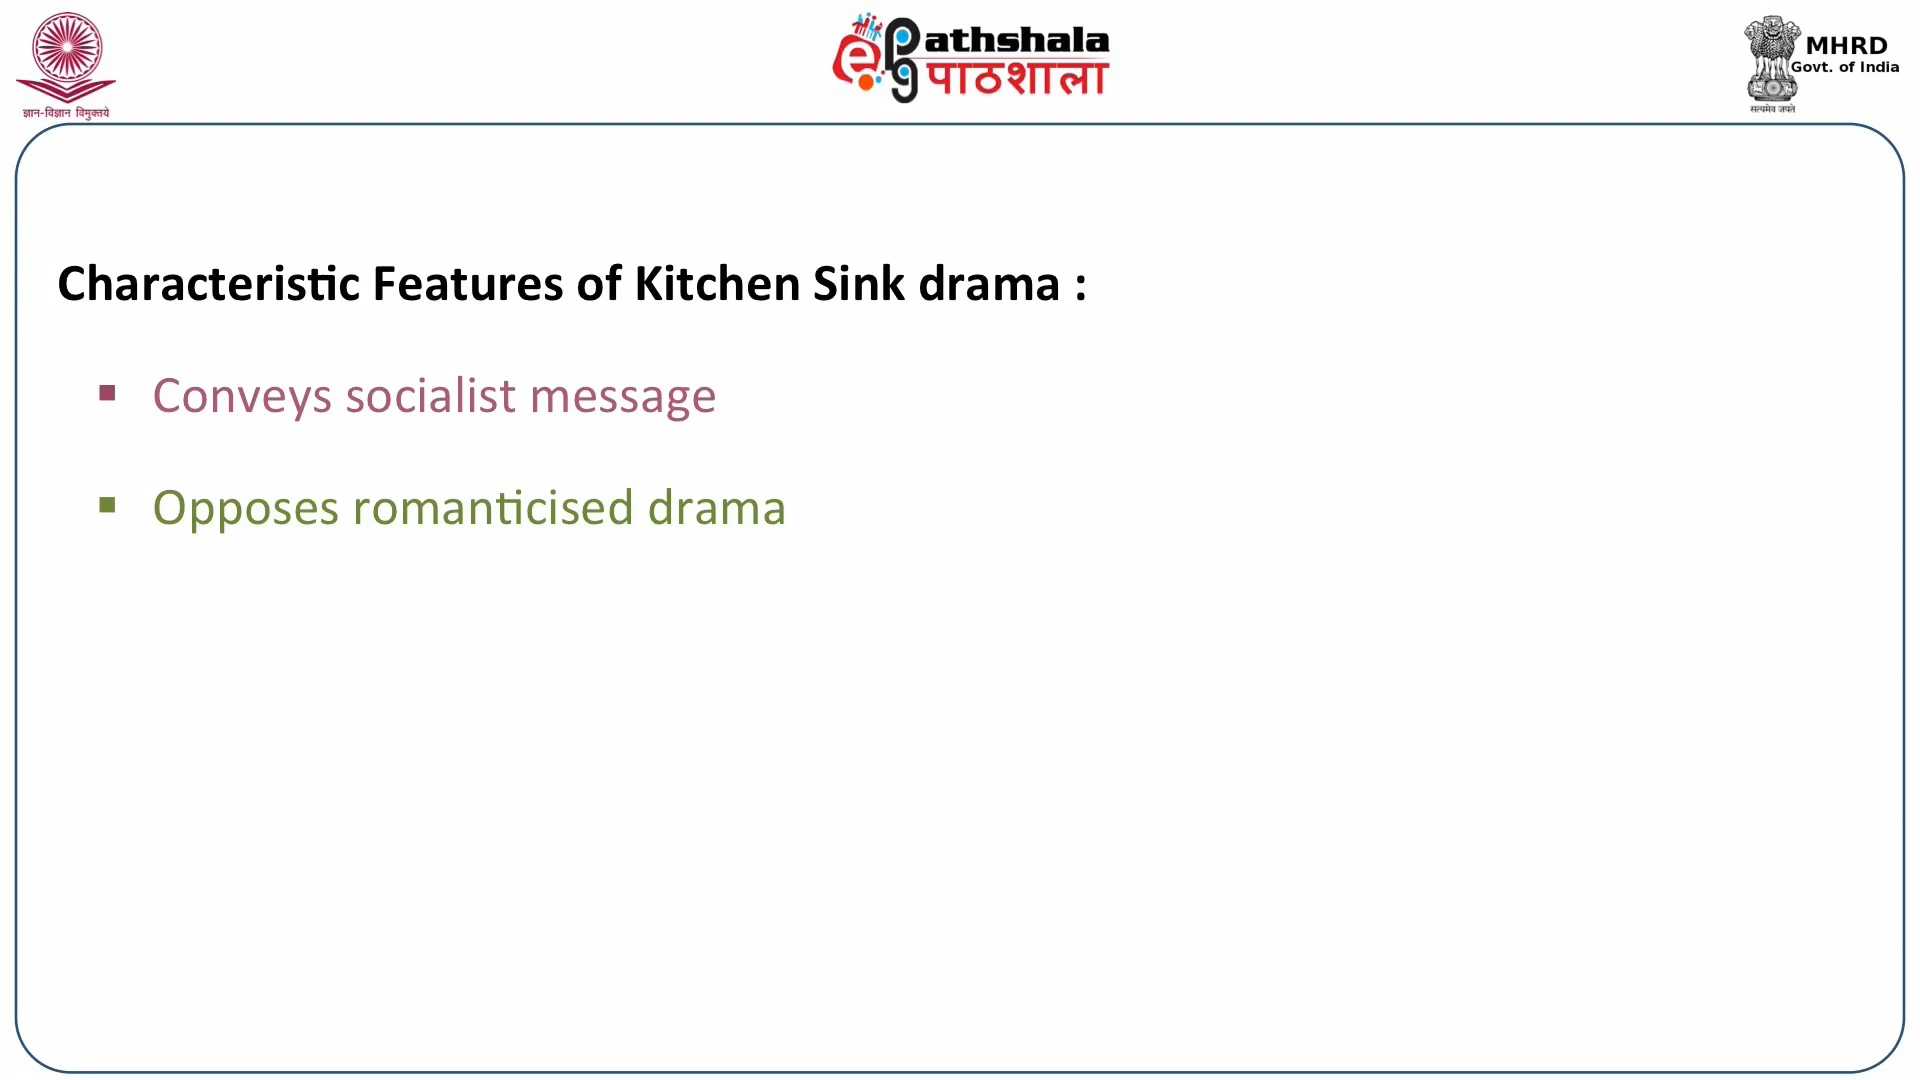 ज्ञान-विज्ञान विमुक्तये
ePathshala
पाठशाला
MHRD
Govt. of India
सत्यमेव जयते
Characteristic Features of Kitchen Sink drama :
▪ Conveys socialist message
▪ Opposes romanticised drama